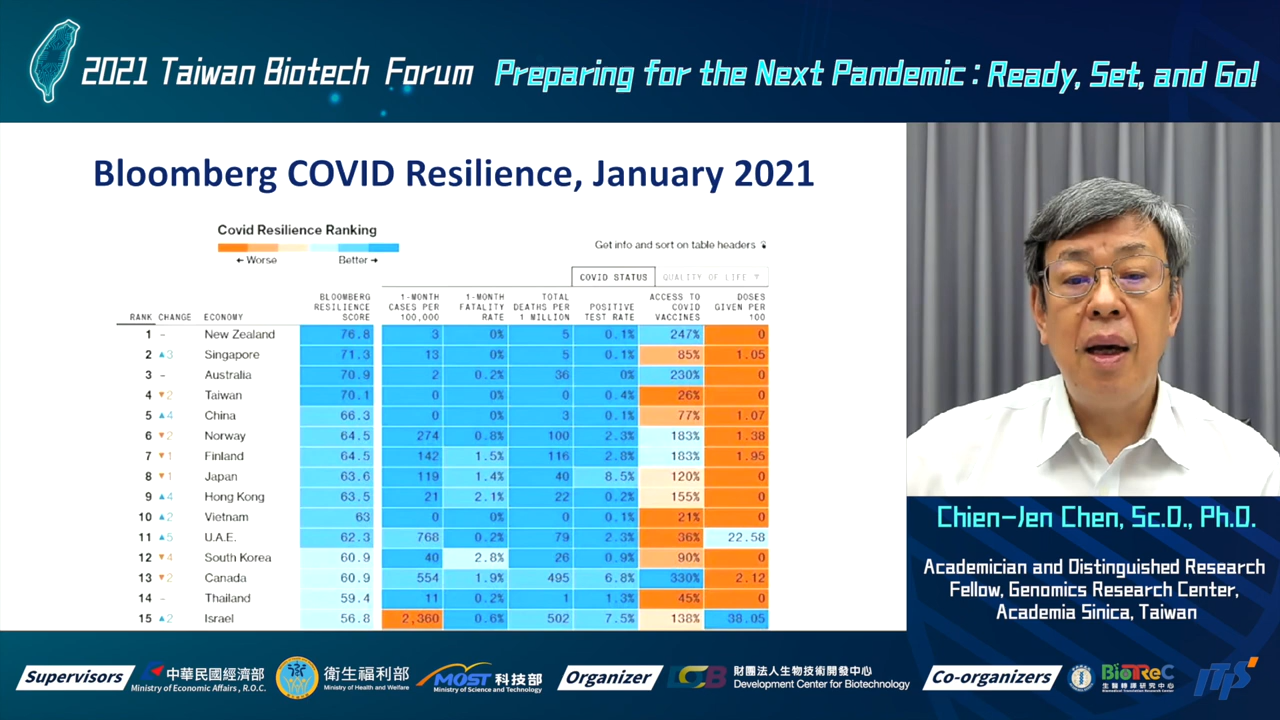 2021 Taiwan Biotech Forum Preparing for the Next Pandemic : Ready, Set, and Go!
Bloomberg COVID Resilience, January 2021
Covid Resilience Ranking
← Worse Better →
Get info and sort on table headers
COVID STATUS QUALITY OF LIFE
RANK CHANGE ECONOMY BLOOMBERG RESILIENCE SCORE 1-MONTH CASES PER 100,000 1-MONTH FATALITY RATE TOTAL DEATHS PER 1 MILLION POSITIVE TEST RATE ACCESS TO COVID VACCINES DOSES GIVEN PER 100
1 – New Zealand 76.8 3 0% 5 0.1% 247% 0
2 ▲3 Singapore 71.3 13 0% 5 0.1% 85% 1.05
3 – Australia 70.9 2 0.2% 36 0% 230% 0
4 ▼2 Taiwan 70.1 0 0% 0 0.4% 26% 0
5 ▲4 China 66.3 0 0% 3 0.1% 77% 1.07
6 ▼2 Norway 64.5 274 0.8% 100 2.3% 183% 1.38
7 ▼1 Finland 64.5 142 1.5% 116 2.8% 183% 1.95
8 ▼1 Japan 63.6 119 1.4% 40 8.5% 120% 0
9 ▲4 Hong Kong 63.5 21 2.1% 22 0.2% 155% 0
10 ▲2 Vietnam 63 0 0% 0 0.1% 21% 0
11 ▲5 U.A.E. 62.3 768 0.2% 79 2.3% 36% 22.58
12 ▼4 South Korea 60.9 40 2.8% 26 0.9% 90% 0
13 ▼2 Canada 60.9 554 1.9% 495 6.8% 330% 2.12
14 – Thailand 59.4 11 0.2% 1 1.3% 45% 0
15 ▲2 Israel 56.8 2,360 0.6% 502 7.5% 138% 38.05
Chien-Jen Chen, Sc.D., Ph.D.
Academician and Distinguished Research
Fellow, Genomics Research Center,
Academia Sinica, Taiwan
Supervisors
中華民國經濟部
Ministry of Economic Affairs , R.O.C.
衛生福利部
Ministry of Health and Welfare
MOST 科技部
Ministry of Science and Technology
Organizer
DCB
財團法人生物技術開發中心
Development Center for Biotechnology
Co-organizers
BioTReC
生醫轉譯研究中心
Biomedical Translation Research Center
ITIS